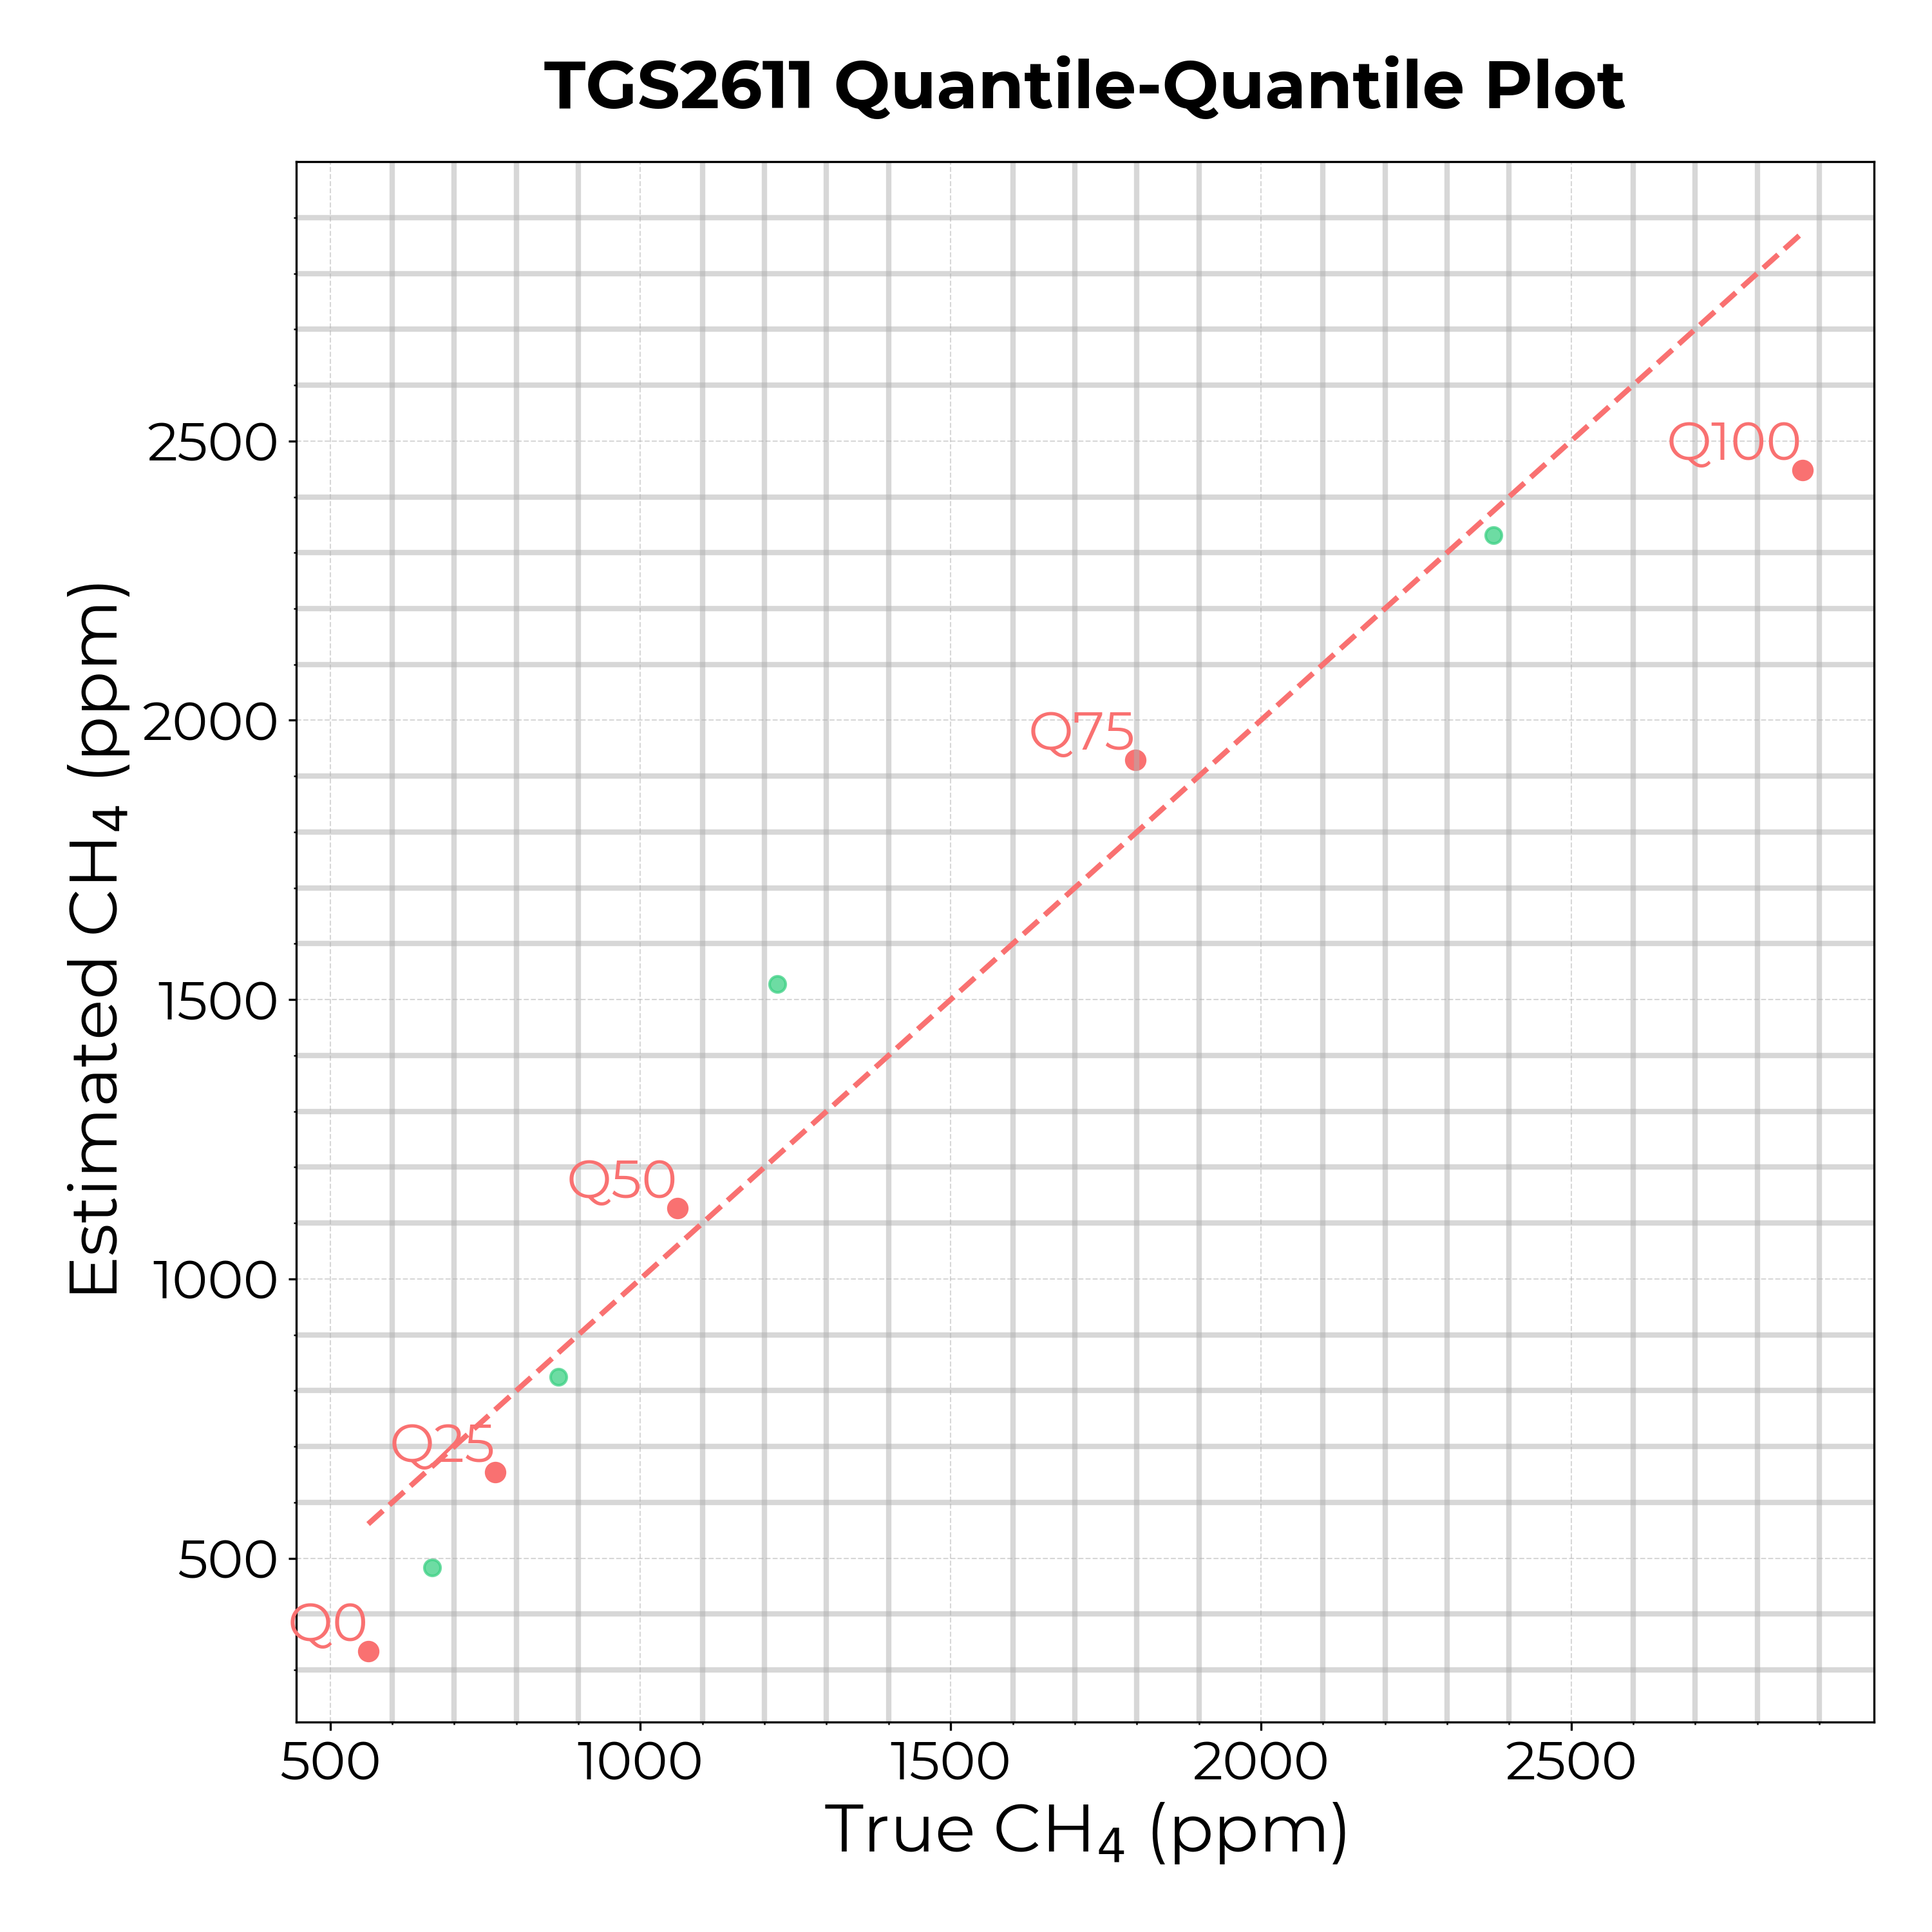 TGS2611 Quantile-Quantile Plot
Estimated CH₄ (ppm)
2500
2000
1500
1000
500
Q100
Q75
Q50
Q25
Q0
500 1000 1500 2000 2500
True CH₄ (ppm)